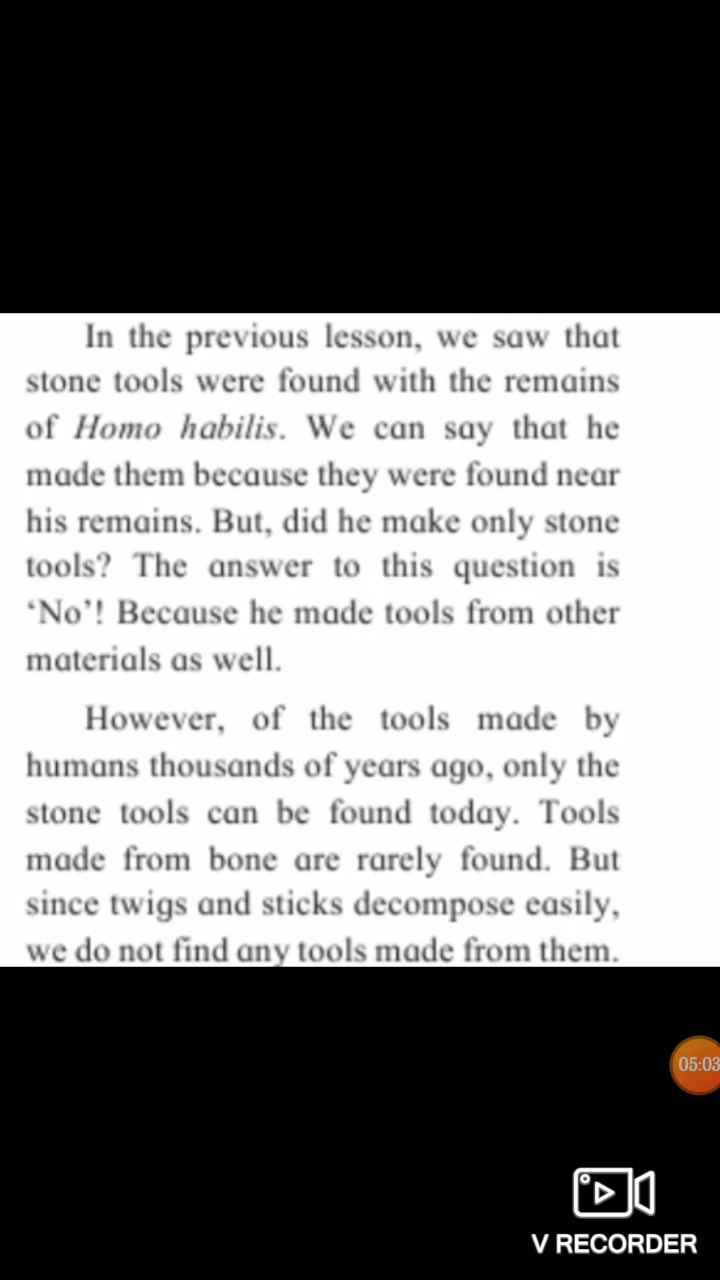 In the previous lesson, we saw that
stone tools were found with the remains
of Homo habilis. We can say that he
made them because they were found near
his remains. But, did he make only stone
tools? The answer to this question is
‘No’! Because he made tools from other
materials as well.
However, of the tools made by
humans thousands of years ago, only the
stone tools can be found today. Tools
made from bone are rarely found. But
since twigs and sticks decompose easily,
we do not find any tools made from them.
05:03
V RECORDER